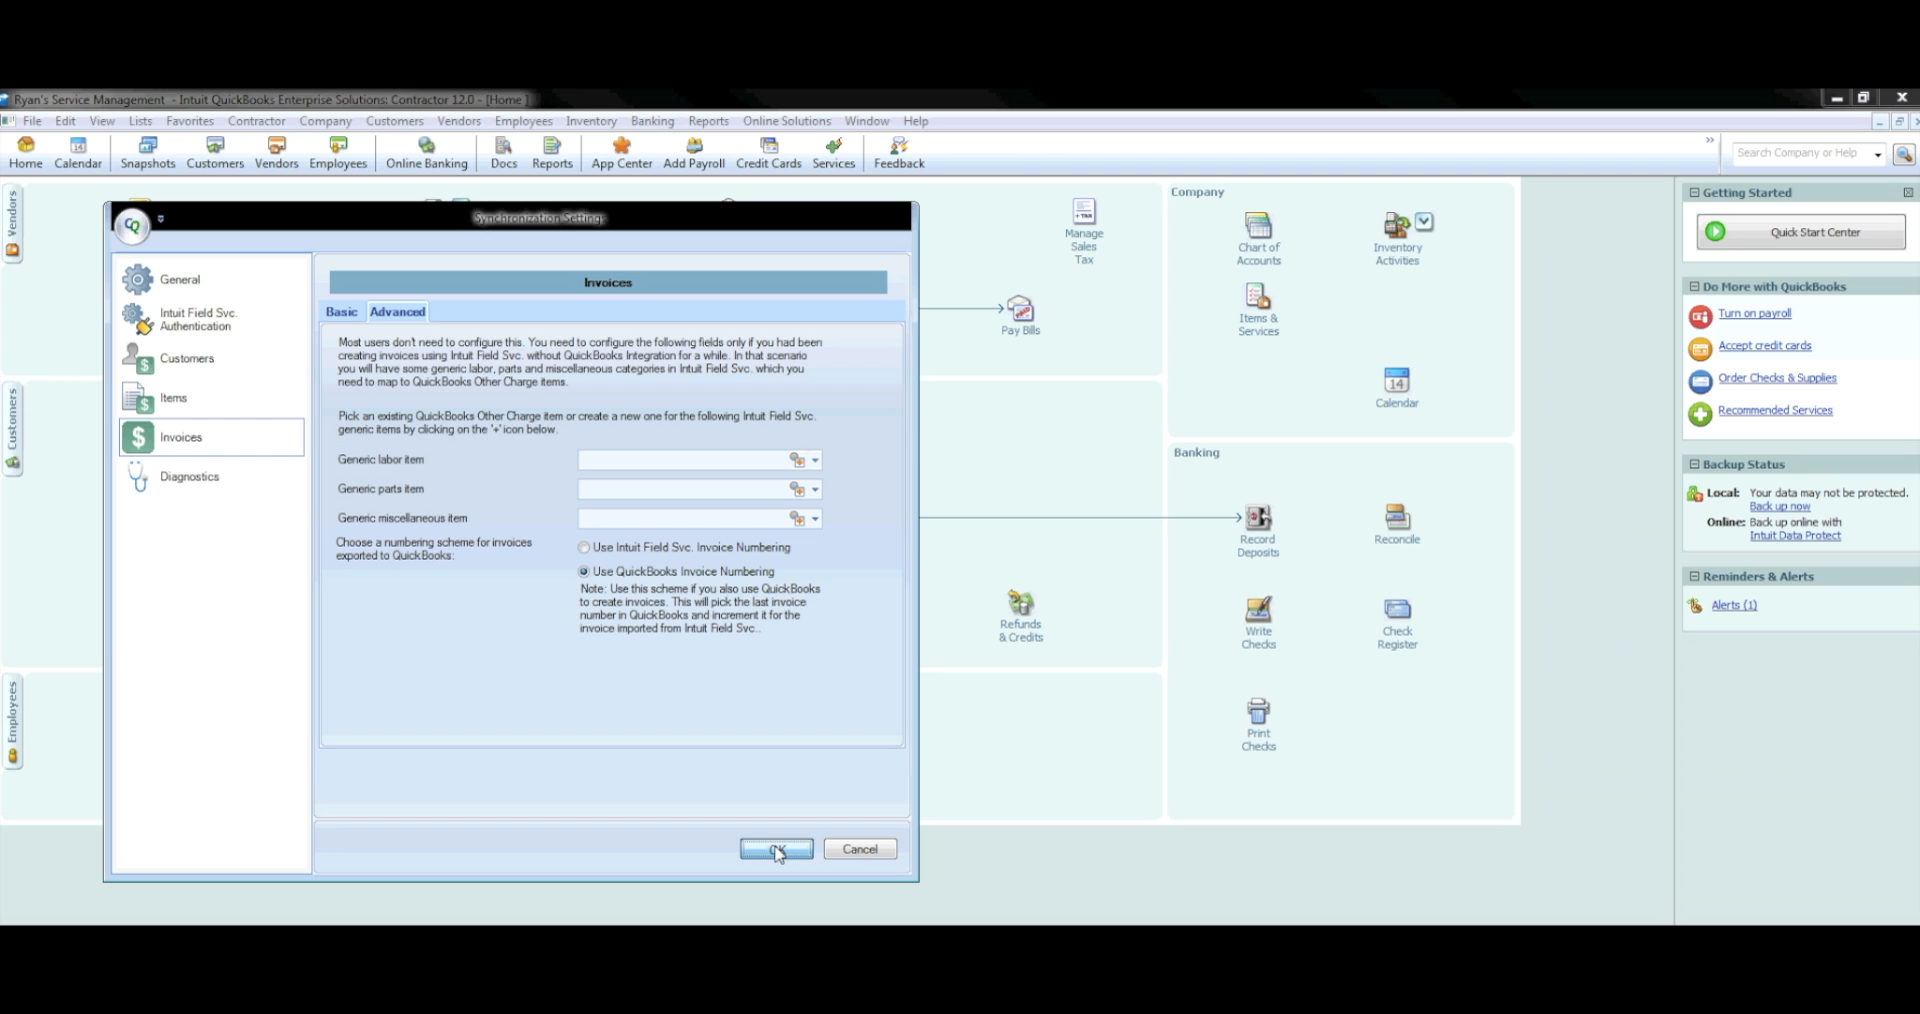 Ryan's Service Management - Intuit QuickBooks Enterprise Solutions: Contractor 12.0 - [Home ]
File Edit View Lists Favorites Contractor Company Customers Vendors Employees Inventory Banking Reports Online Solutions Window Help
Home Calendar Snapshots Customers Vendors Employees Online Banking Docs Reports App Center Add Payroll Credit Cards Services Feedback
Search Company or Help
Vendors
Customers
Employees
Synchronization Settings
General
Intuit Field Svc.
Authentication
Customers
Items
Invoices
Diagnostics
Invoices
Basic Advanced
Most users don't need to configure this. You need to configure the following fields only if you had been
creating invoices using Intuit Field Svc. without QuickBooks Integration for a while. In that scenario
you will have some generic labor, parts and miscellaneous categories in Intuit Field Svc. which you
need to map to QuickBooks Other Charge items.
Pick an existing QuickBooks Other Charge item or create a new one for the following Intuit Field Svc.
generic items by clicking on the '+' icon below.
Generic labor item
Generic parts item
Generic miscellaneous item
Choose a numbering scheme for invoices
exported to QuickBooks:
Use Intuit Field Svc. Invoice Numbering
Use QuickBooks Invoice Numbering
Note: Use this scheme if you also use QuickBooks
to create invoices. This will pick the last invoice
number in QuickBooks and increment it for the
invoice imported from Intuit Field Svc..
OK Cancel
Manage
Sales
Tax
Pay Bills
Refunds
& Credits
Company
Chart of
Accounts
Inventory
Activities
Items &
Services
14
Calendar
Banking
Record
Deposits
Reconcile
Write
Checks
Check
Register
Print
Checks
Getting Started
Quick Start Center
Do More with QuickBooks
Turn on payroll
Accept credit cards
Order Checks & Supplies
Recommended Services
Backup Status
Local: Your data may not be protected.
Back up now
Online: Back up online with
Intuit Data Protect
Reminders & Alerts
Alerts (1)